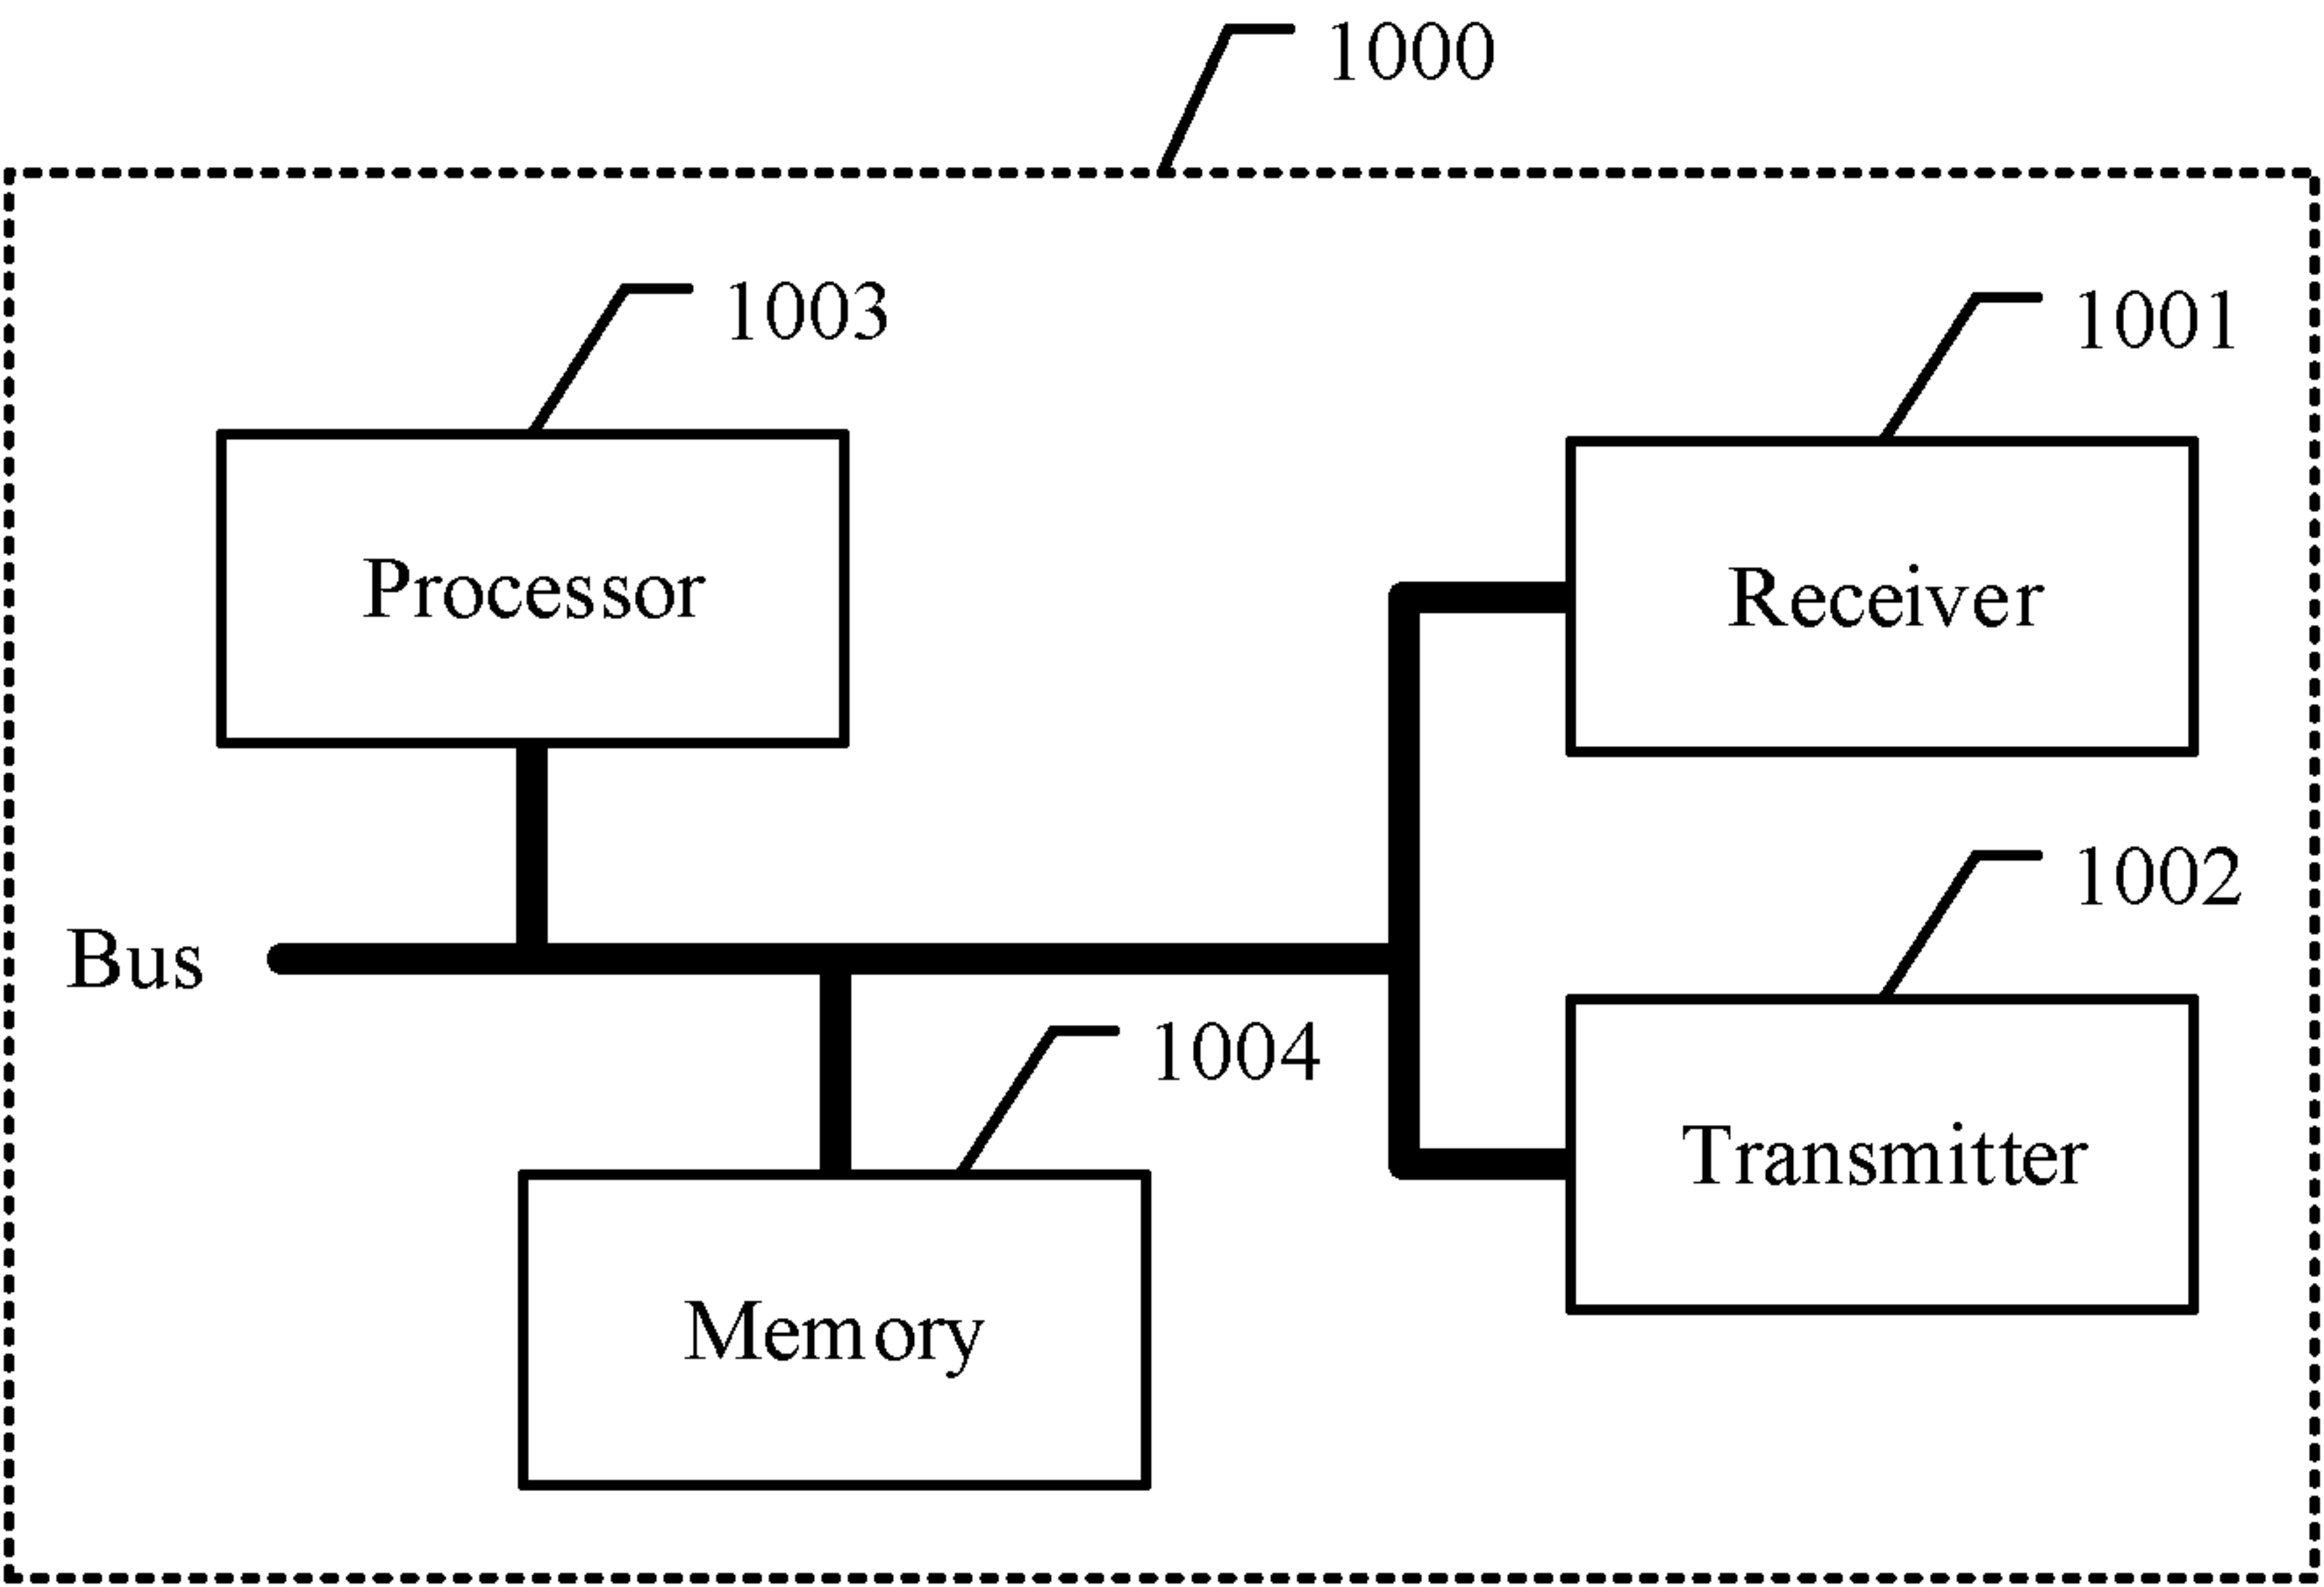 1000
1003
1001
Processor
Receiver
1002
Bus
1004
Transmitter
Memory